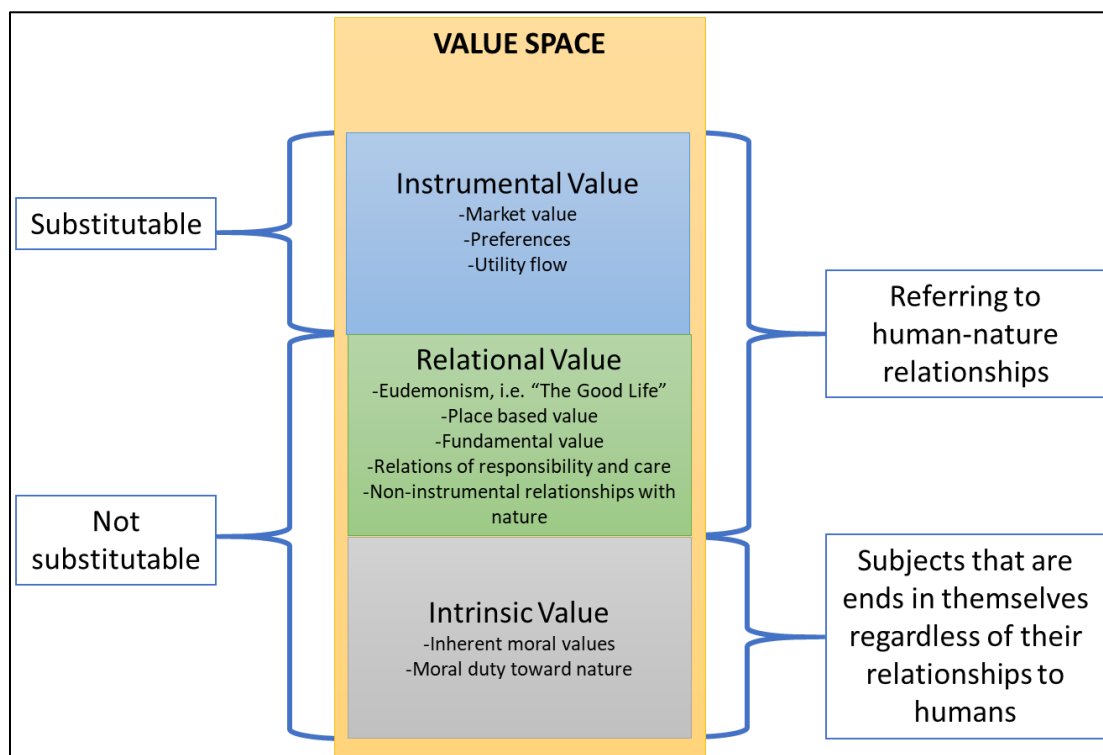 VALUE SPACE
Substitutable
Instrumental Value
-Market value
-Preferences
-Utility flow
Referring to
human-nature
relationships
Relational Value
-Eudemonism, i.e. “The Good Life”
-Place based value
-Fundamental value
-Relations of responsibility and care
-Non-instrumental relationships with
nature
Not
substitutable
Intrinsic Value
-Inherent moral values
-Moral duty toward nature
Subjects that are
ends in themselves
regardless of their
relationships to
humans